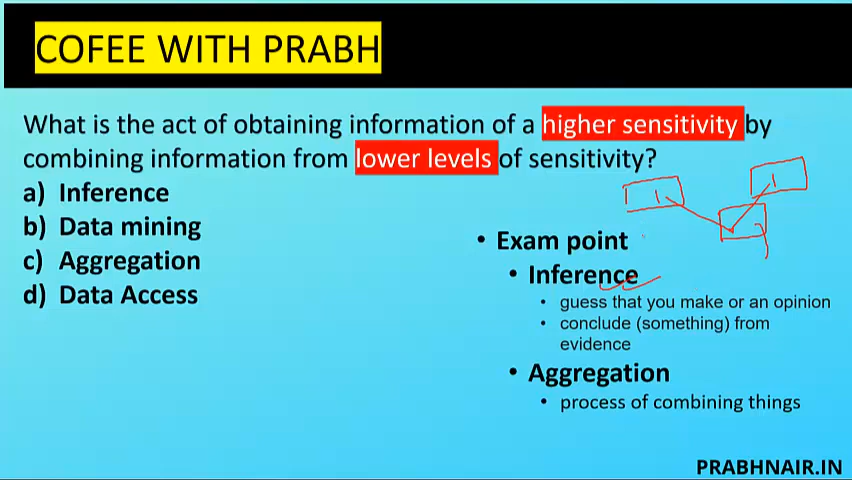 COFEE WITH PRABH
What is the act of obtaining information of a higher sensitivity by
combining information from lower levels of sensitivity?
a) Inference
b) Data mining
c) Aggregation
d) Data Access
• Exam point
• Inference
• guess that you make or an opinion
• conclude (something) from
evidence
• Aggregation
• process of combining things
PRABHNAIR.IN